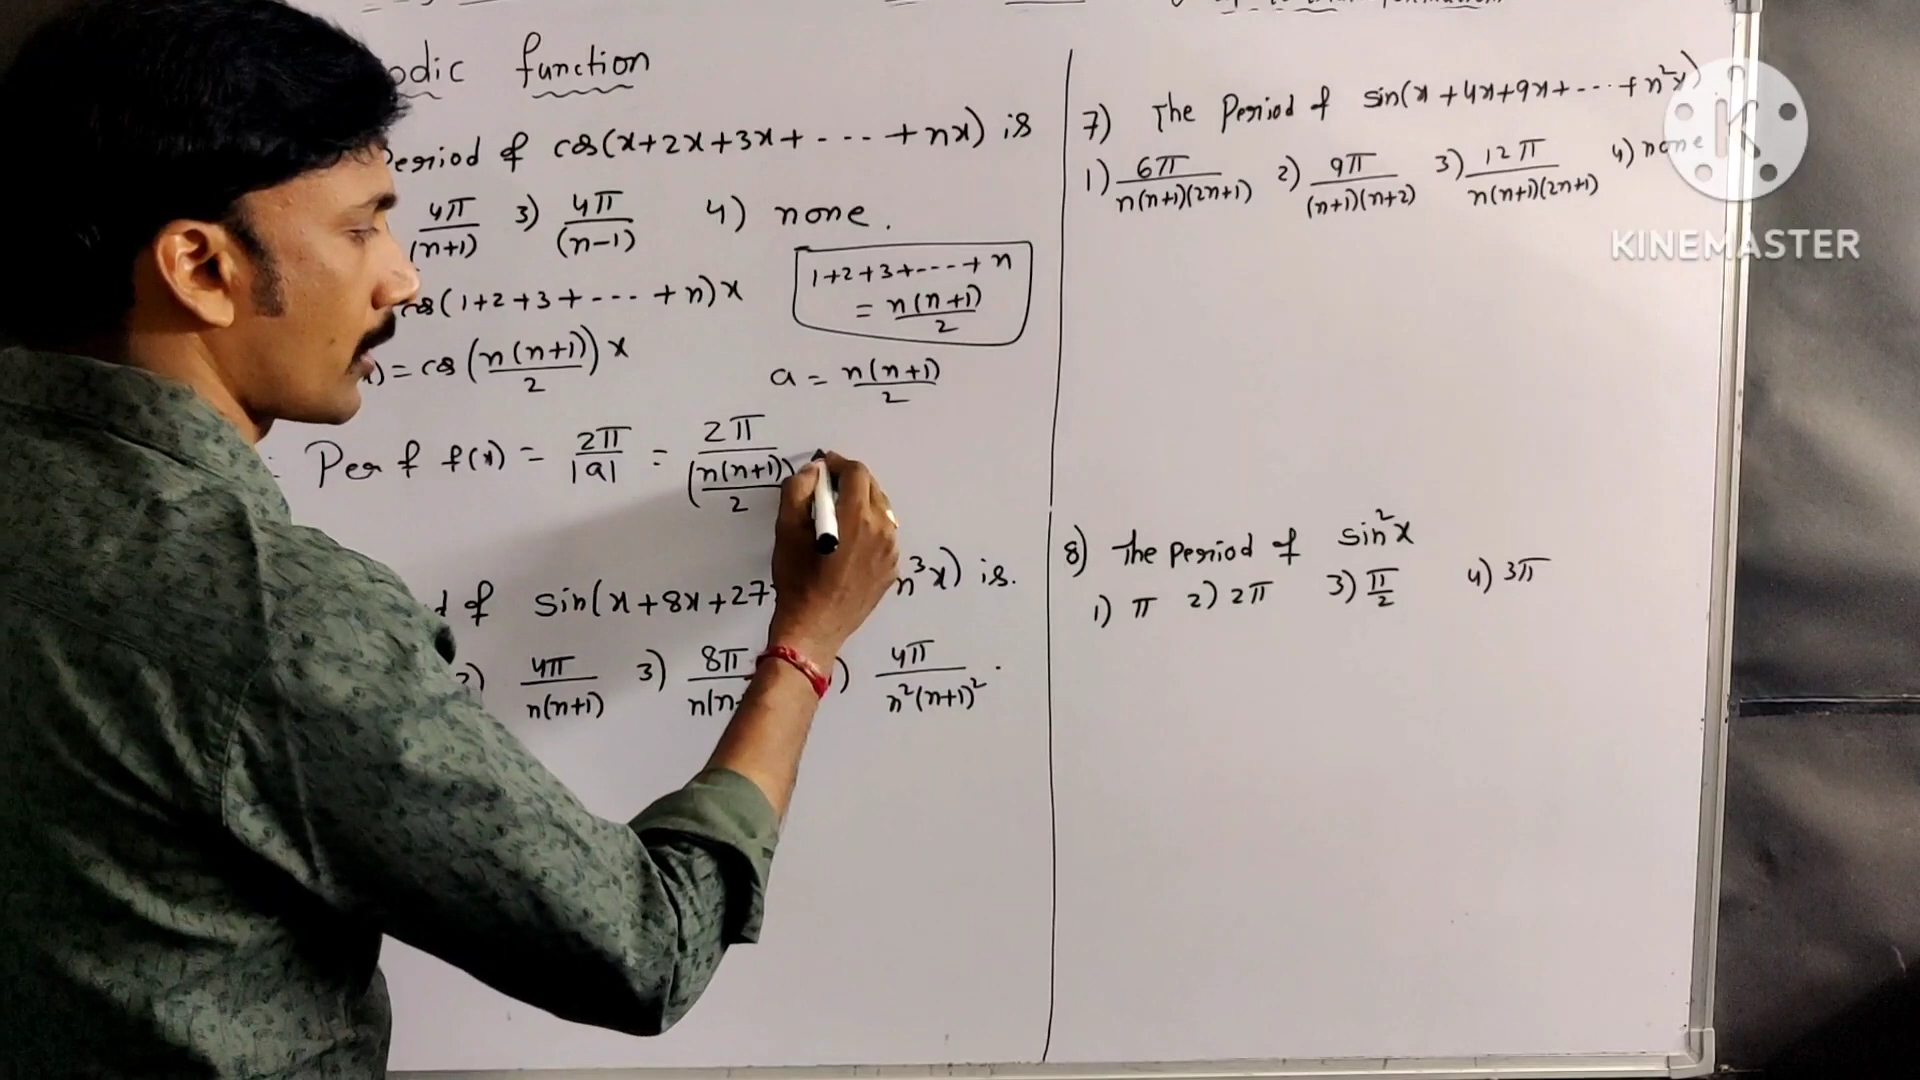 odic function
Period of cos(x+2x+3x+---+nx) is
4π/(n+1) 3) 4π/(n-1) 4) none.
cos(1+2+3+---+n)x
1+2+3+---+n
= n(n+1)/2
) = cos(n(n+1)/2)x
a = n(n+1)/2
Per of f(x) = 2π/|a| = 2π/(n(n+1)/2)
of sin(x+8x+27 n³x) is.
2) 4π/n(n+1) 3) 8π/n(n ) 4π/n²(n+1)².
7) The Period of sin(x+4x+9x+---+n²x)
1) 6π/n(n+1)(2n+1) 2) 9π/(n+1)(n+2) 3) 12π/n(n+1)(2n+1) 4) none
KINEMASTER
8) The period of sin²x
1) π 2) 2π 3) π/2 4) 3π